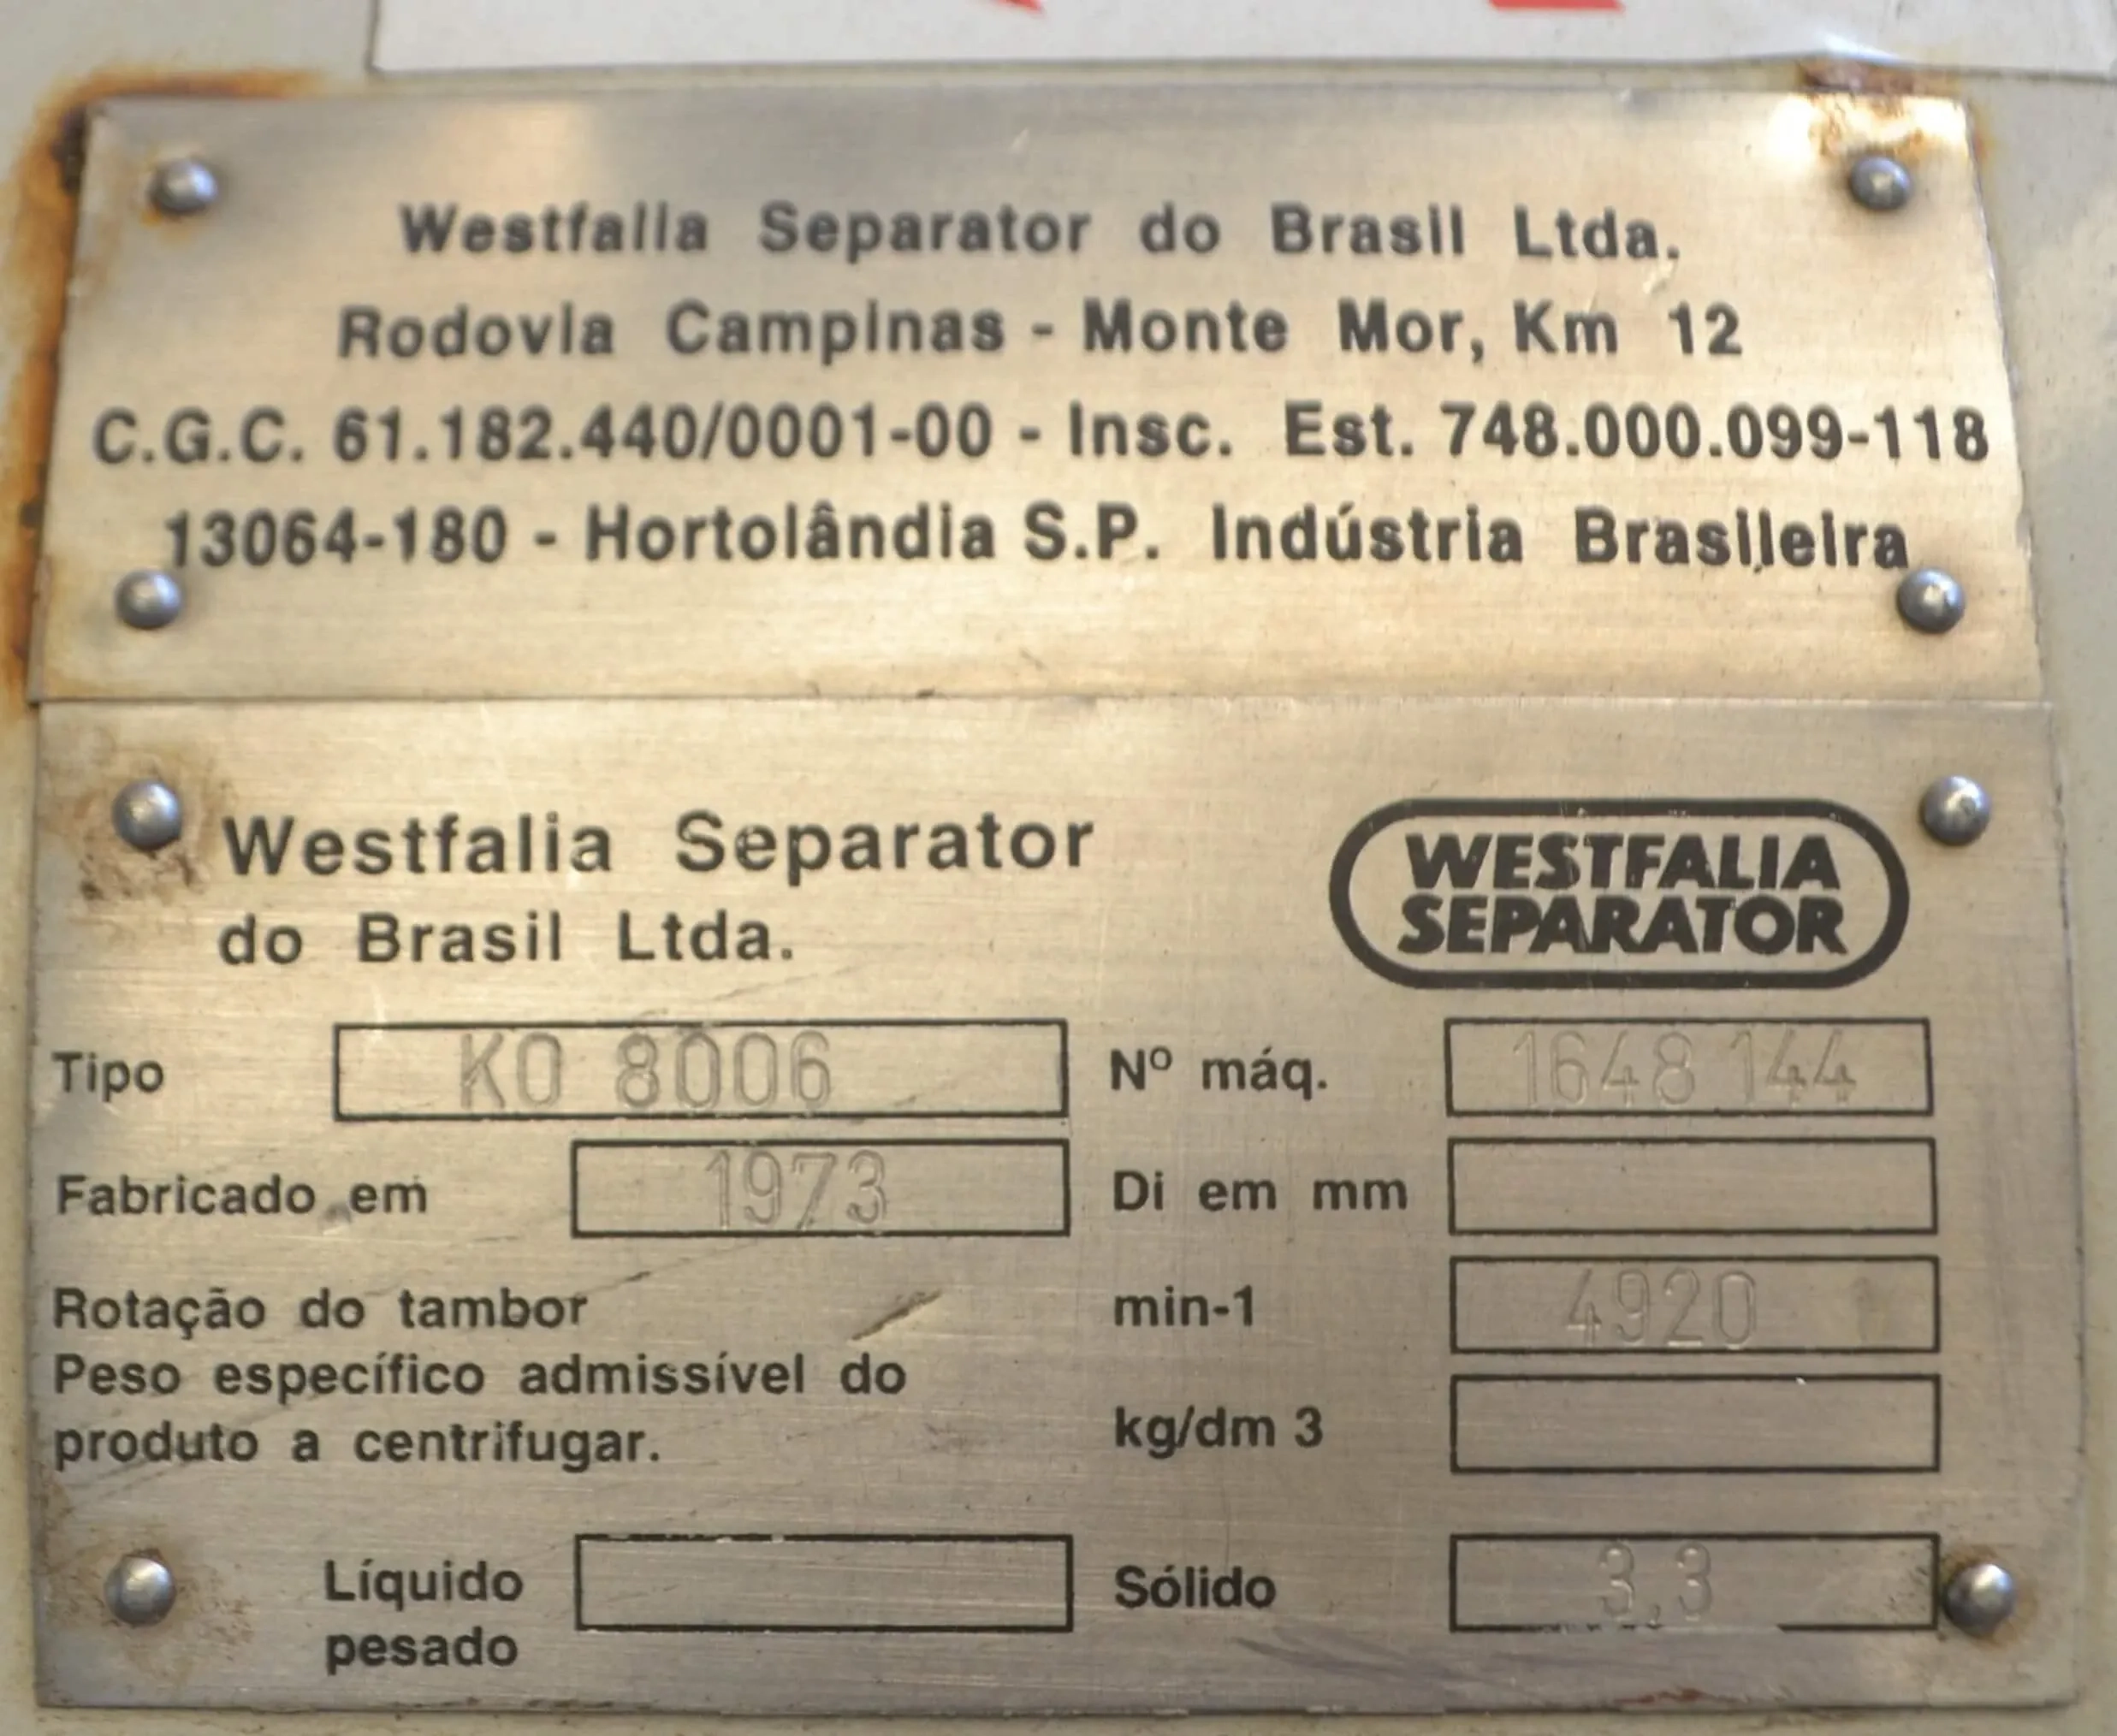 Westfalia Separator do Brasil Ltda.
Rodovia Campinas - Monte Mor, Km 12
C.G.C. 61.182.440/0001-00 - Insc. Est. 748.000.099-118
13064-180 - Hortolândia S.P. Indústria Brasileira
Westfalia Separator
do Brasil Ltda.
WESTFALIA
SEPARATOR
Tipo KO 8006 Nº máq. 1648 144
Fabricado em 1973 Di em mm
Rotação do tambor min-1 4920
Peso específico admissível do
produto a centrifugar. kg/dm 3
Líquido Sólido 3,3
pesado